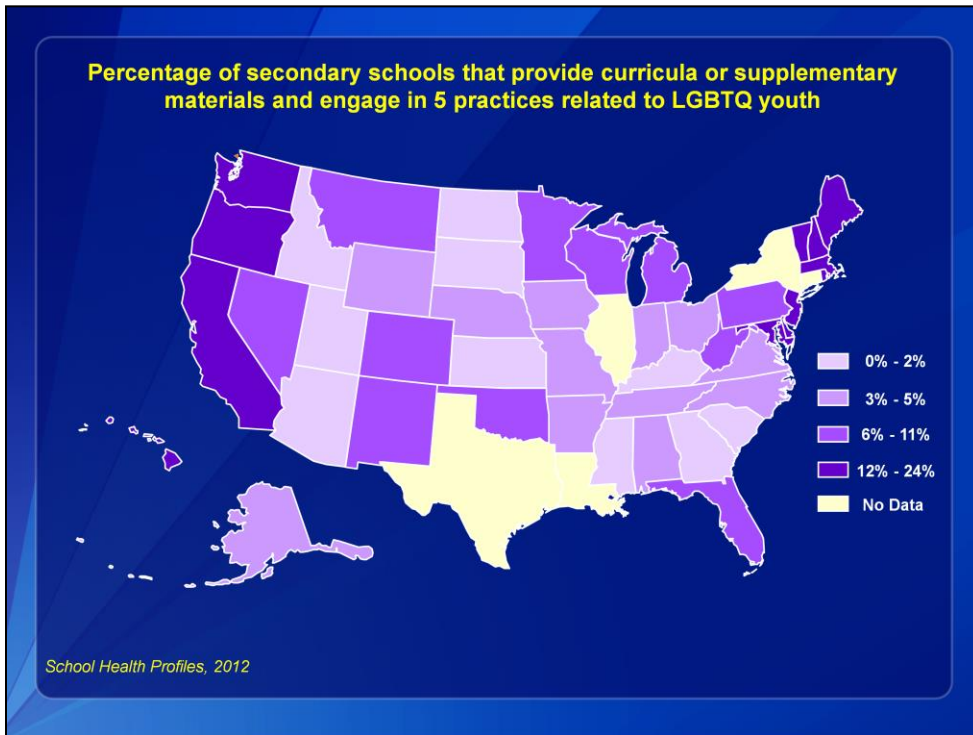 Percentage of secondary schools that provide curricula or supplementary
materials and engage in 5 practices related to LGBTQ youth
0% - 2%
3% - 5%
6% - 11%
12% - 24%
No Data
School Health Profiles, 2012